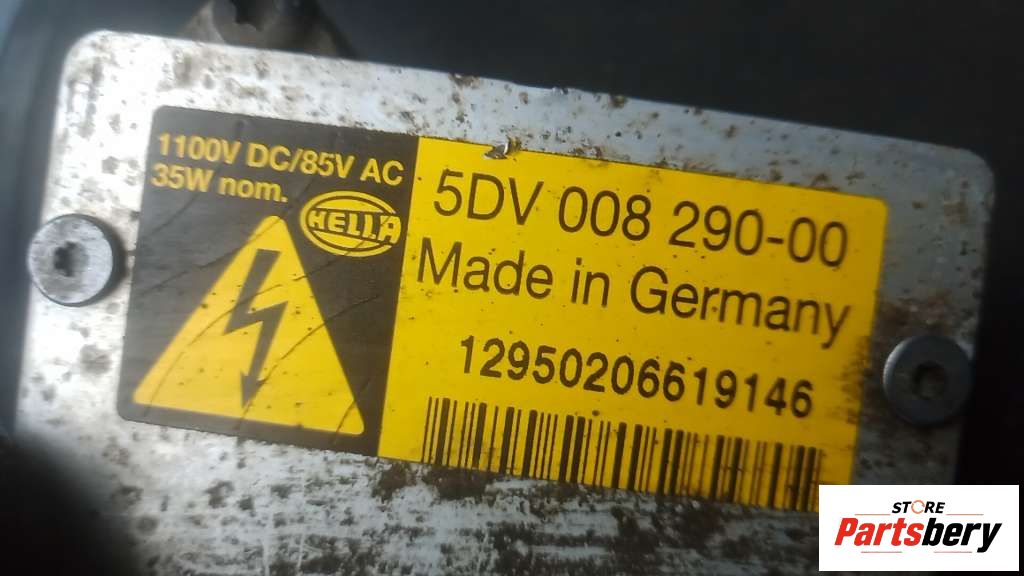 1100V DC/85V AC
35W nom.
HELLA
5DV 008 290-00
Made in Germany
12950206619146
STORE
Partsbery